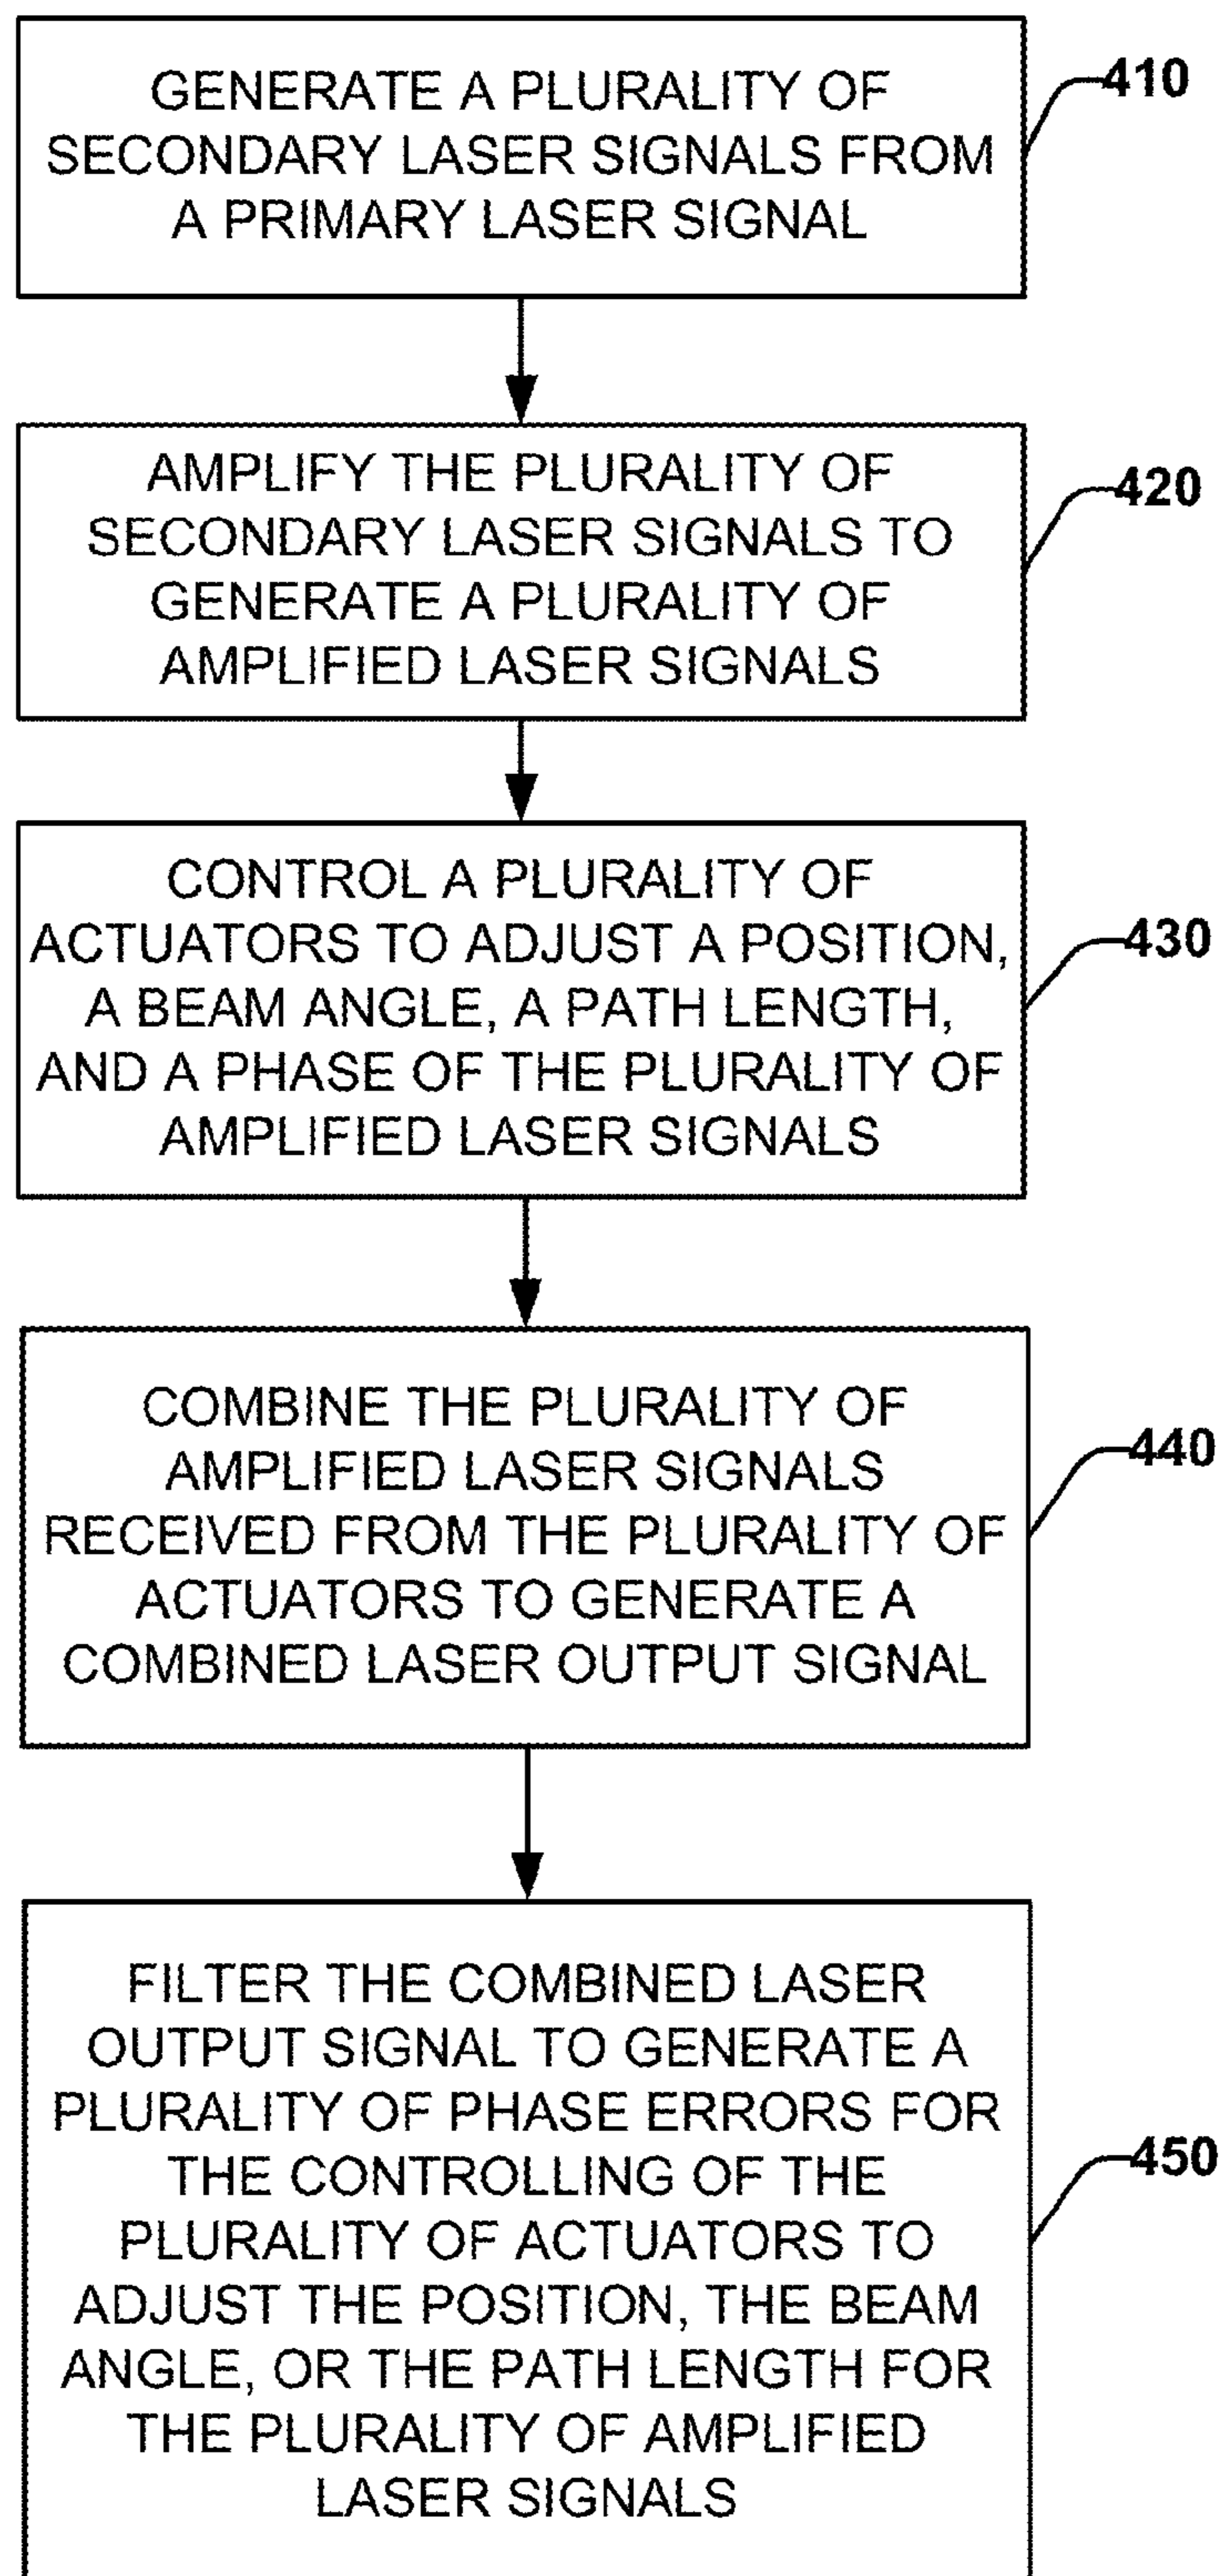 GENERATE A PLURALITY OF
SECONDARY LASER SIGNALS FROM
A PRIMARY LASER SIGNAL
410
AMPLIFY THE PLURALITY OF
SECONDARY LASER SIGNALS TO
GENERATE A PLURALITY OF
AMPLIFIED LASER SIGNALS
420
CONTROL A PLURALITY OF
ACTUATORS TO ADJUST A POSITION,
A BEAM ANGLE, A PATH LENGTH,
AND A PHASE OF THE PLURALITY OF
AMPLIFIED LASER SIGNALS
430
COMBINE THE PLURALITY OF
AMPLIFIED LASER SIGNALS
RECEIVED FROM THE PLURALITY OF
ACTUATORS TO GENERATE A
COMBINED LASER OUTPUT SIGNAL
440
FILTER THE COMBINED LASER
OUTPUT SIGNAL TO GENERATE A
PLURALITY OF PHASE ERRORS FOR
THE CONTROLLING OF THE
PLURALITY OF ACTUATORS TO
ADJUST THE POSITION, THE BEAM
ANGLE, OR THE PATH LENGTH FOR
THE PLURALITY OF AMPLIFIED
LASER SIGNALS
450